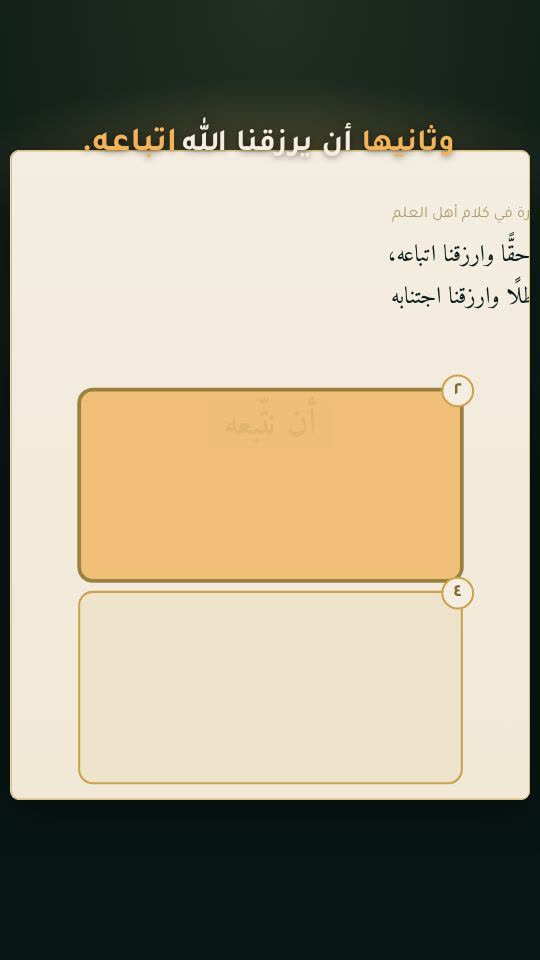 وثانيها أن يرزقنا الله اتباعه.
في كلام أهل العلم
حقًّا وارزقنا اتباعه،
وارزقنا اجتنابه
٢
أن نتّبعه
٤